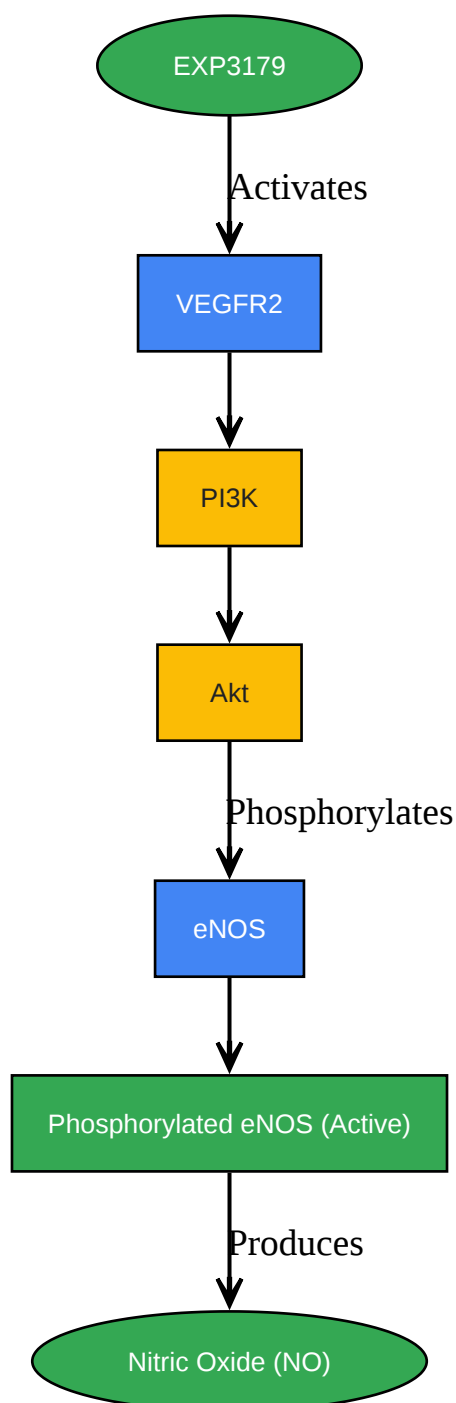 EXP3179
Activates
VEGFR2
PI3K
Akt
Phosphorylates
eNOS
Phosphorylated eNOS (Active)
Produces
Nitric Oxide (NO)